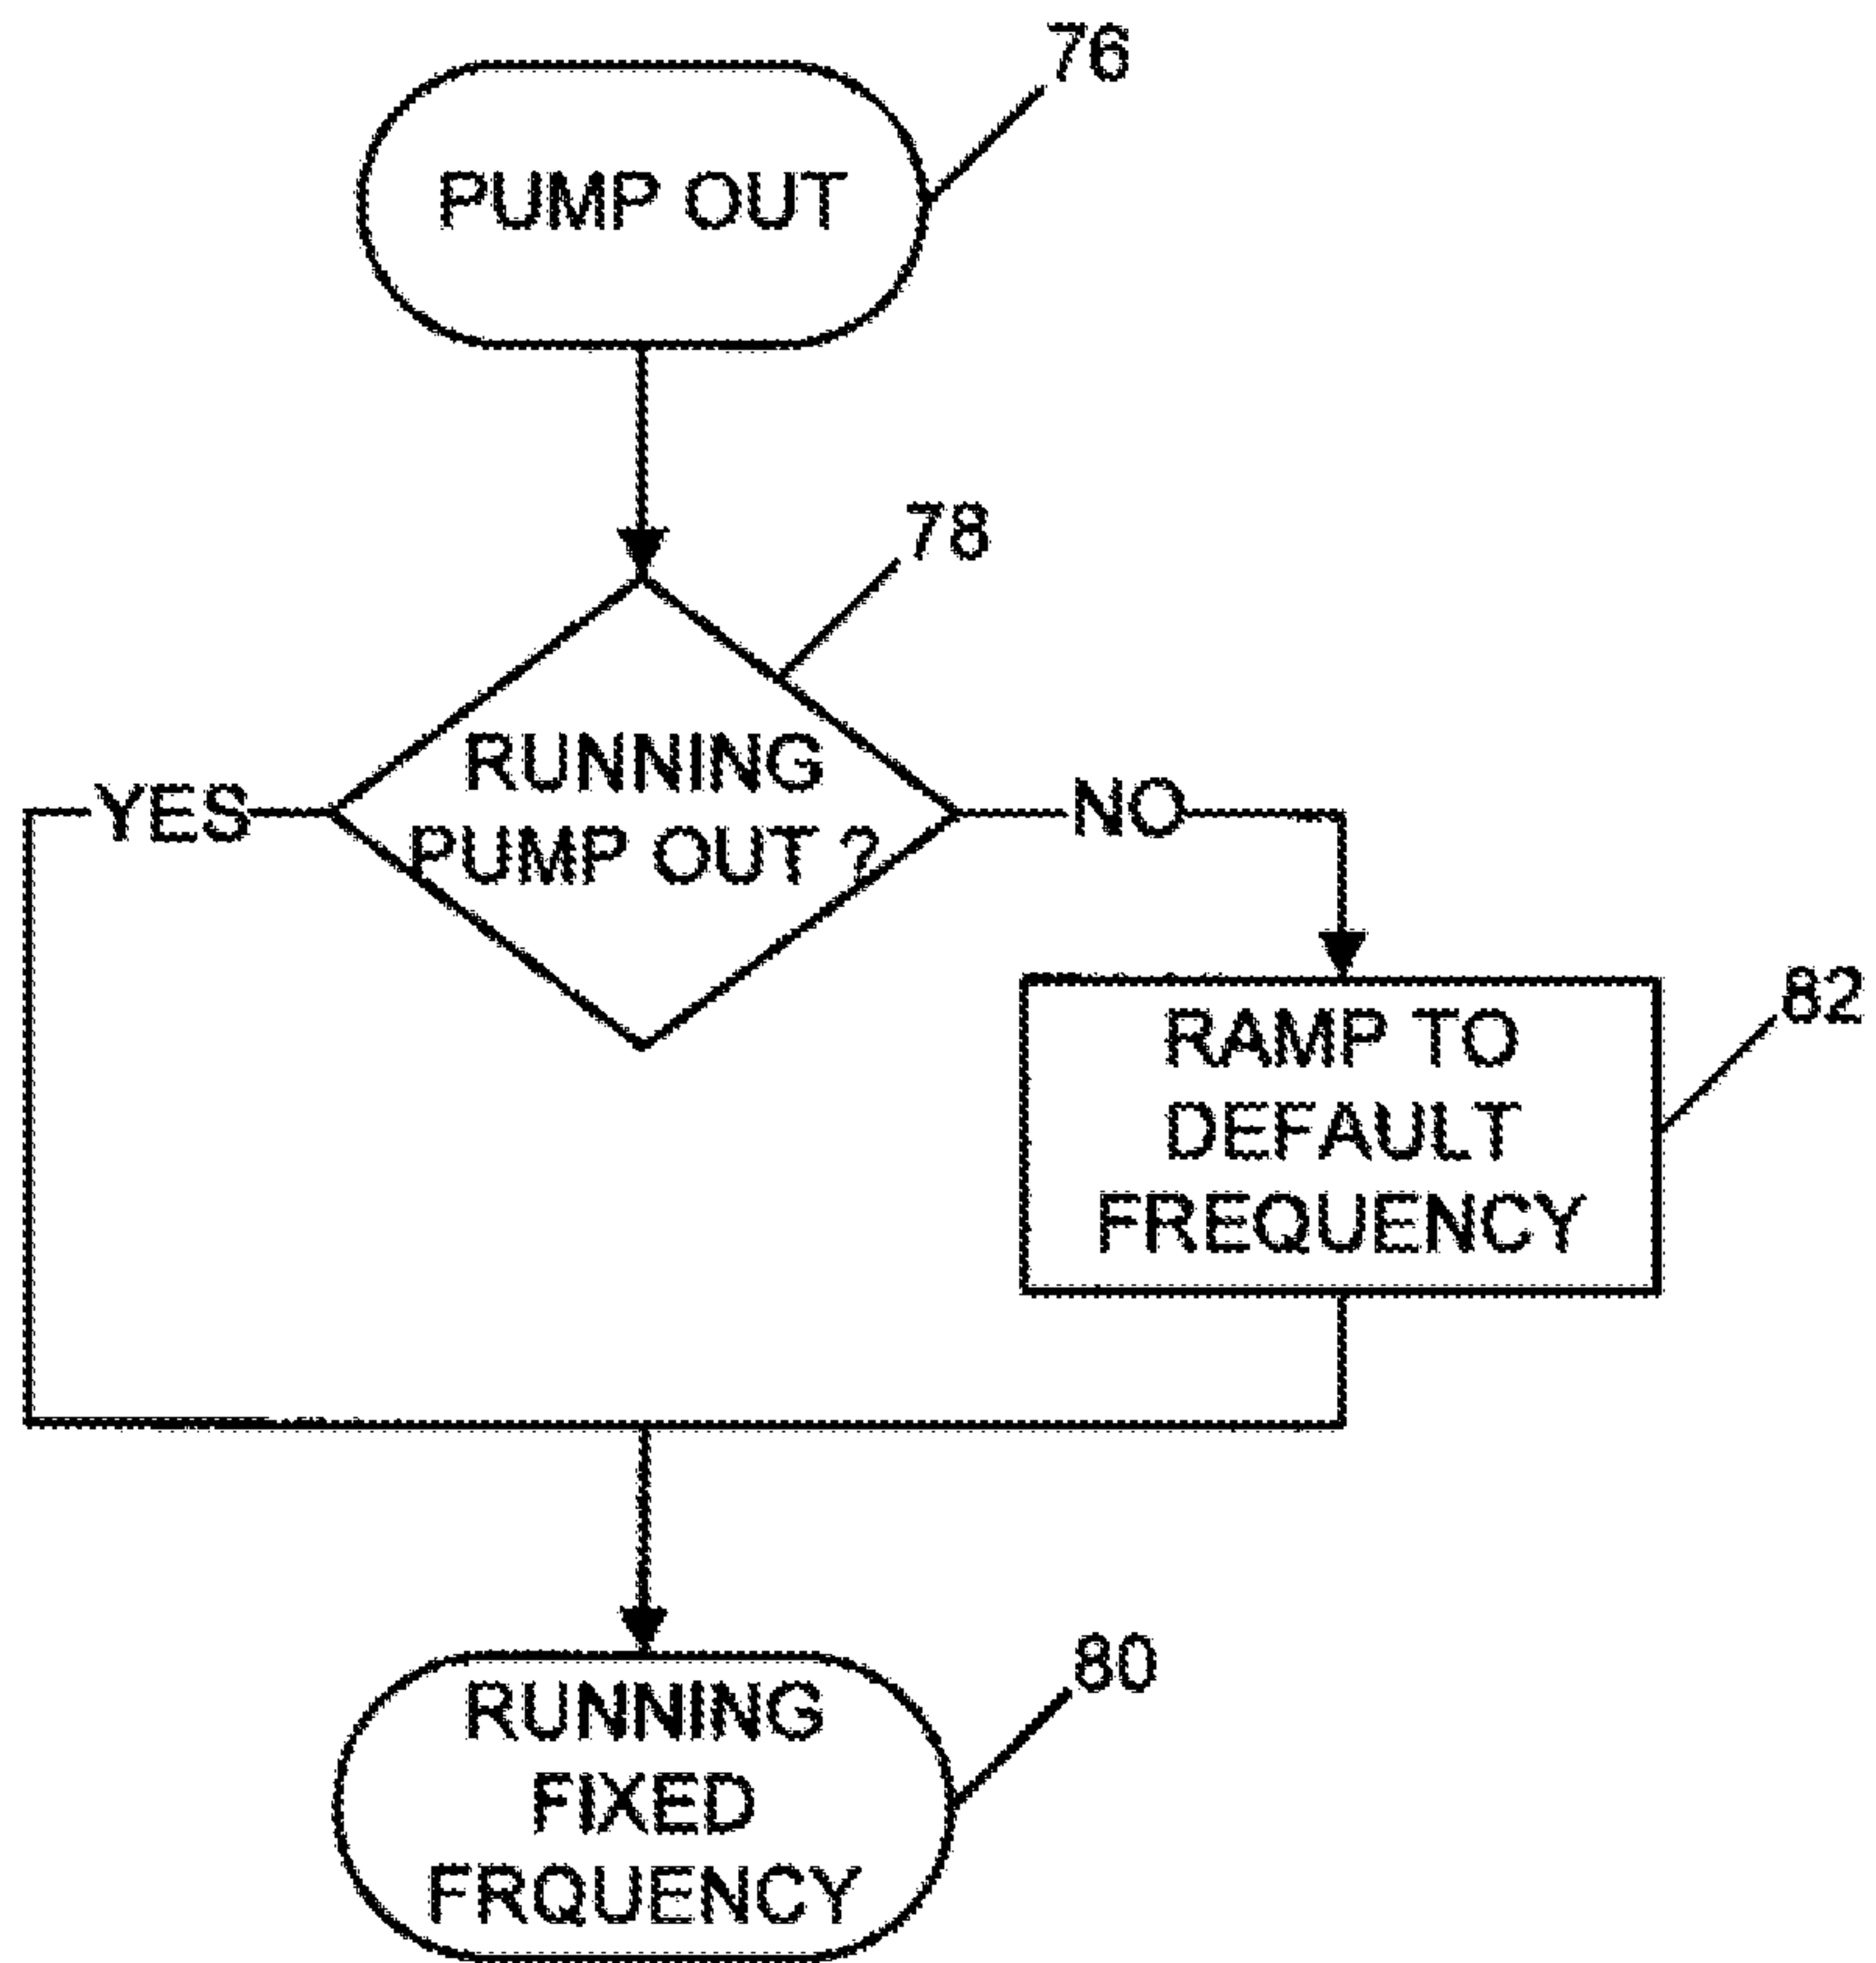 76
PUMP OUT
78
RUNNING
PUMP OUT ?
YES
NO
RAMP TO
DEFAULT
FREQUENCY
82
80
RUNNING
FIXED
FRQUENCY